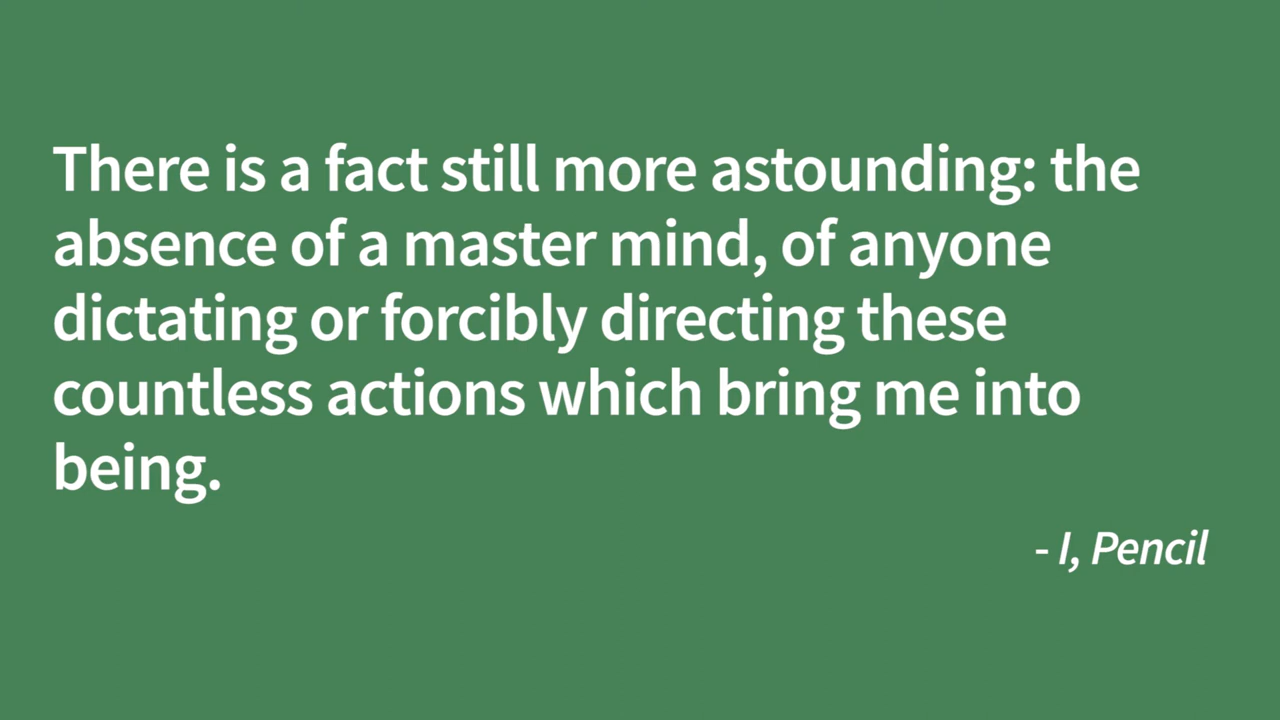 There is a fact still more astounding: the
absence of a master mind, of anyone
dictating or forcibly directing these
countless actions which bring me into
being.
- I, Pencil